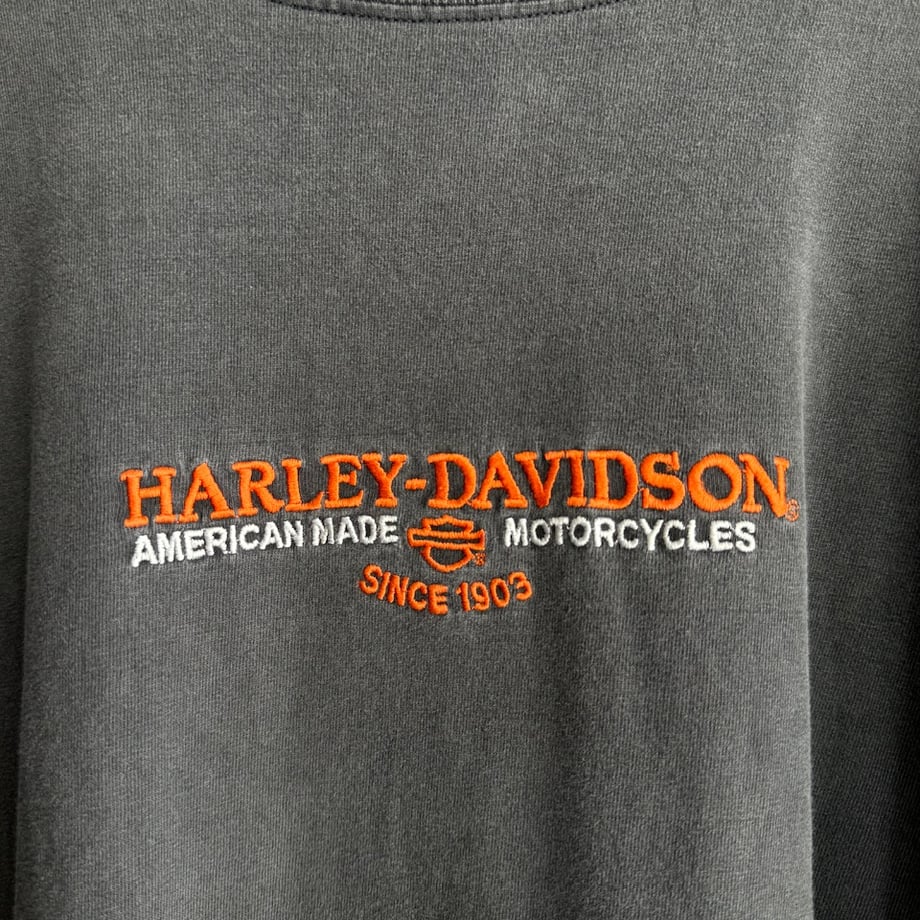 HARLEY-DAVIDSON®
AMERICAN MADE MOTORCYCLES
SINCE 1903